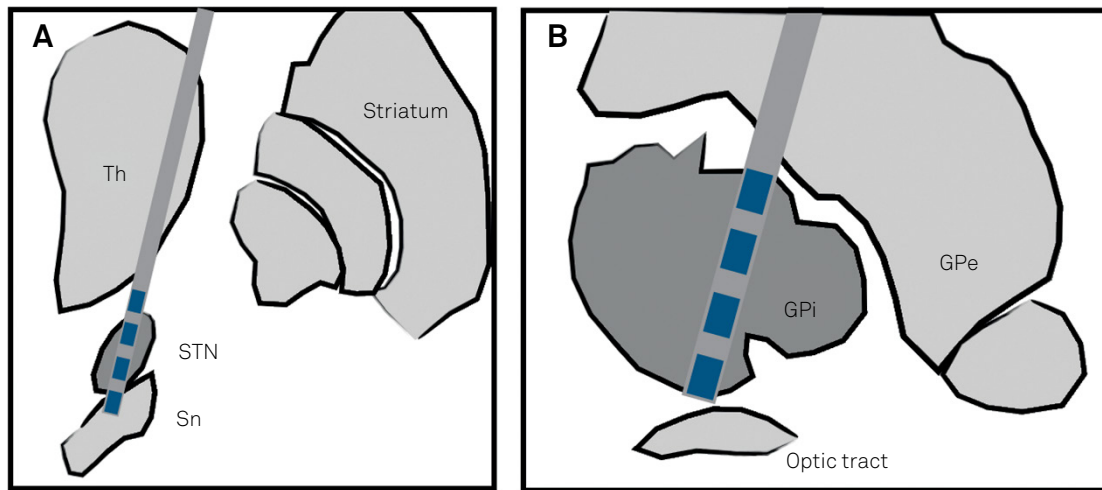 A
Th
Striatum
STN
Sn
B
GPe
GPi
Optic tract